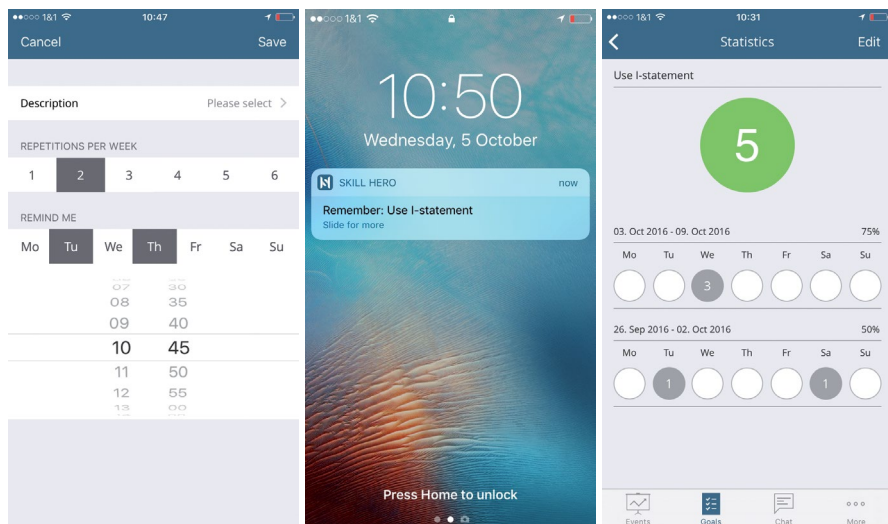 1&1 10:47
Cancel Save
Description Please select >
REPETITIONS PER WEEK
1 2 3 4 5 6
REMIND ME
Mo Tu We Th Fr Sa Su
07 30
08 35
09 40
10 45
11 50
12 55
13 00
1&1
10:50
Wednesday, 5 October
SKILL HERO now
Remember: Use I-statement
Slide for more
Press Home to unlock
1&1 10:31
Statistics Edit
Use I-statement
5
03. Oct 2016 - 09. Oct 2016 75%
Mo Tu We Th Fr Sa Su
3
26. Sep 2016 - 02. Oct 2016 50%
Mo Tu We Th Fr Sa Su
1 1
Events Goals Chat More